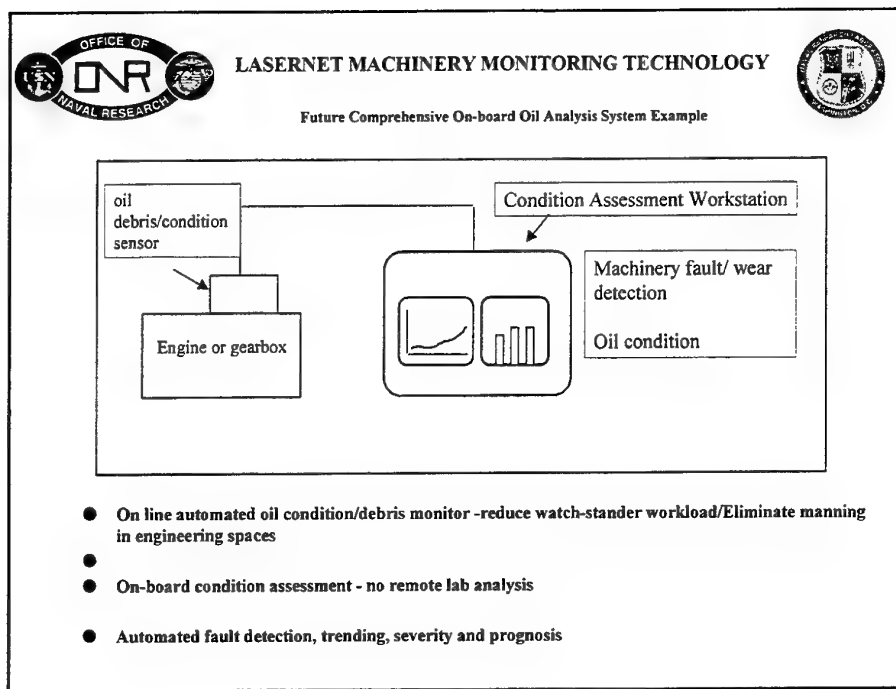 OFFICE OF
ONR
NAVAL RESEARCH
LASERNET MACHINERY MONITORING TECHNOLOGY
Future Comprehensive On-board Oil Analysis System Example
oil
debris/condition
sensor
Engine or gearbox
Condition Assessment Workstation
Machinery fault/ wear
detection
Oil condition
● On line automated oil condition/debris monitor -reduce watch-stander workload/Eliminate manning
in engineering spaces
●
● On-board condition assessment - no remote lab analysis
● Automated fault detection, trending, severity and prognosis